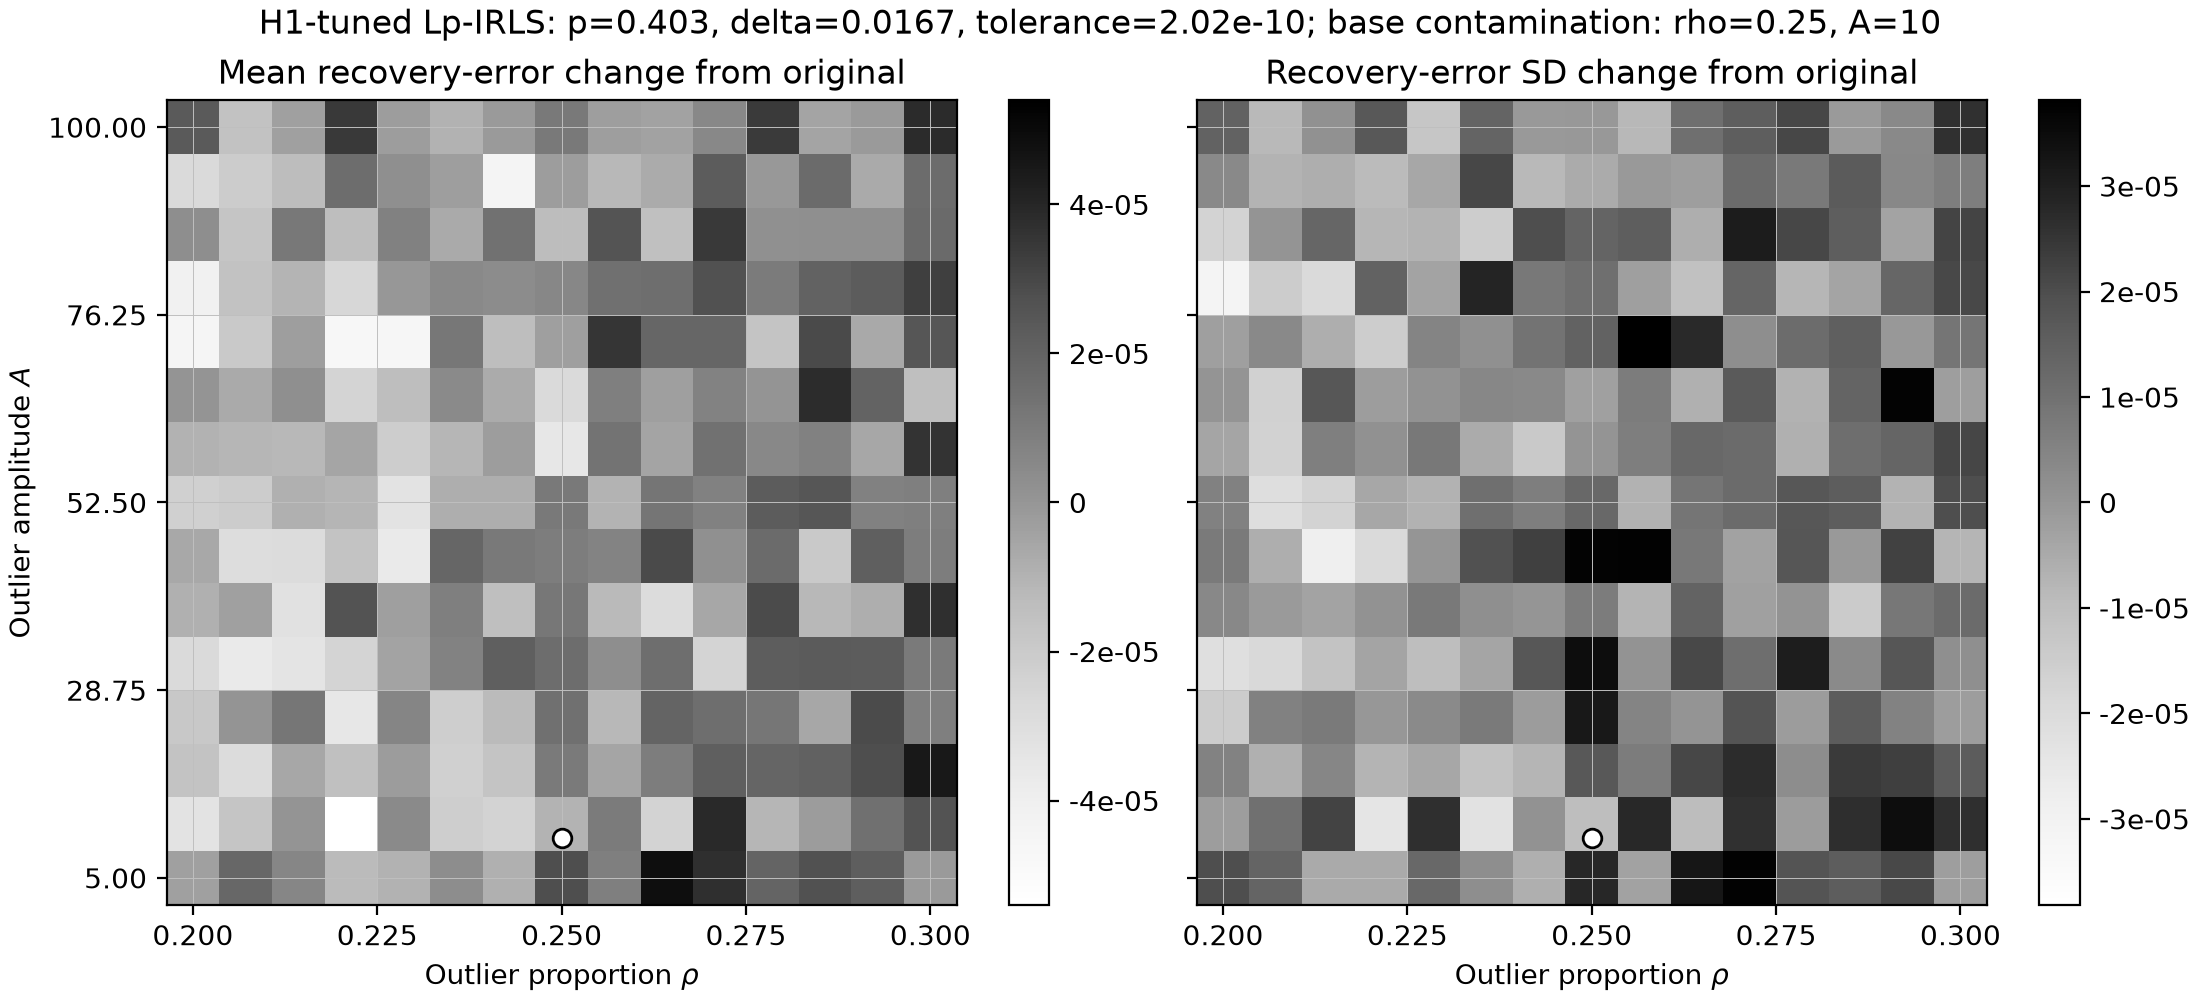 H1-tuned Lp-IRLS: p=0.403, delta=0.0167, tolerance=2.02e-10; base contamination: rho=0.25, A=10
Mean recovery-error change from original
Recovery-error SD change from original
Outlier amplitude A
100.00
76.25
52.50
28.75
5.00
0.200
0.225
0.250
0.275
0.300
Outlier proportion ρ
4e-05
2e-05
0
-2e-05
-4e-05
0.200
0.225
0.250
0.275
0.300
Outlier proportion ρ
3e-05
2e-05
1e-05
0
-1e-05
-2e-05
-3e-05